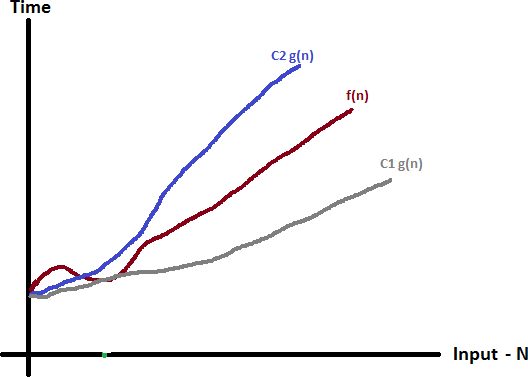 Time
C2 g(n)
f(n)
C1 g(n)
Input - N